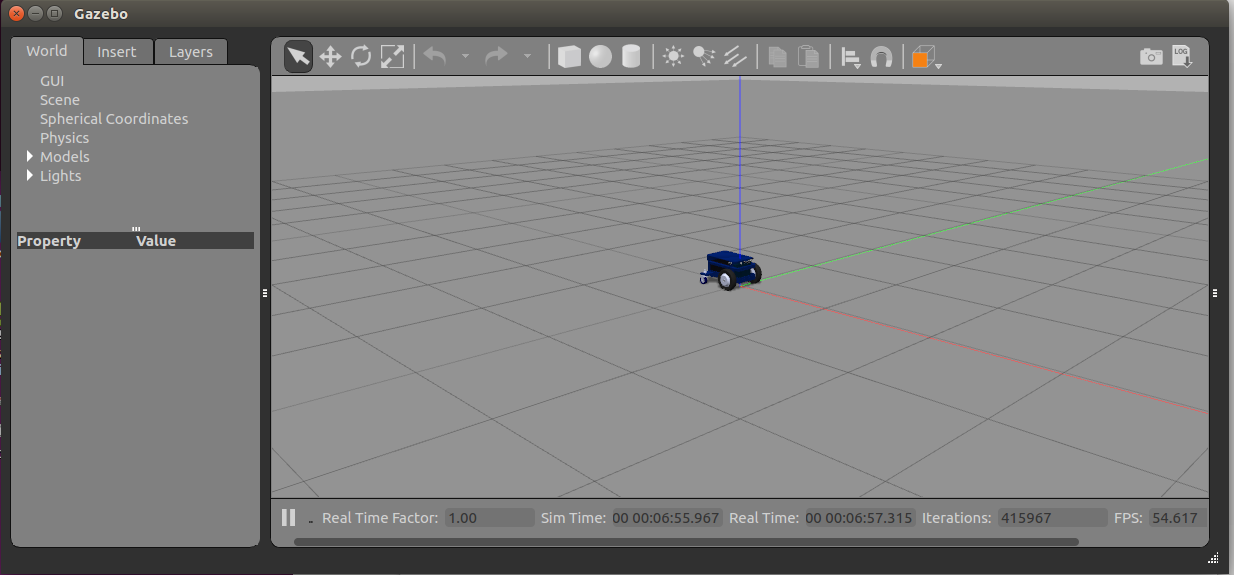 Gazebo
World Insert Layers
GUI
Scene
Spherical Coordinates
Physics
Models
Lights
Property Value
LOG
Real Time Factor: 1.00 Sim Time: 00 00:06:55.967 Real Time: 00 00:06:57.315 Iterations: 415967 FPS: 54.617